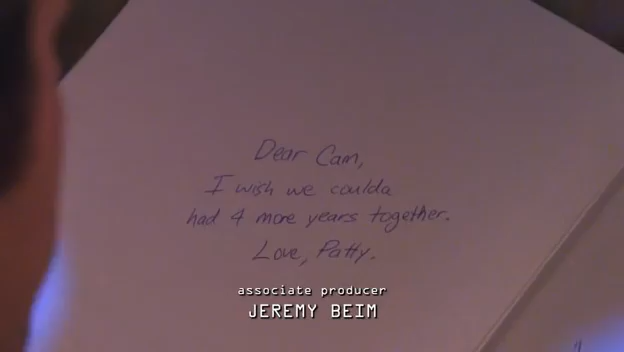 Dear Cam,
I wish we coulda
had 4 more years together.
Love, Patty.
associate producer
JEREMY BEIM